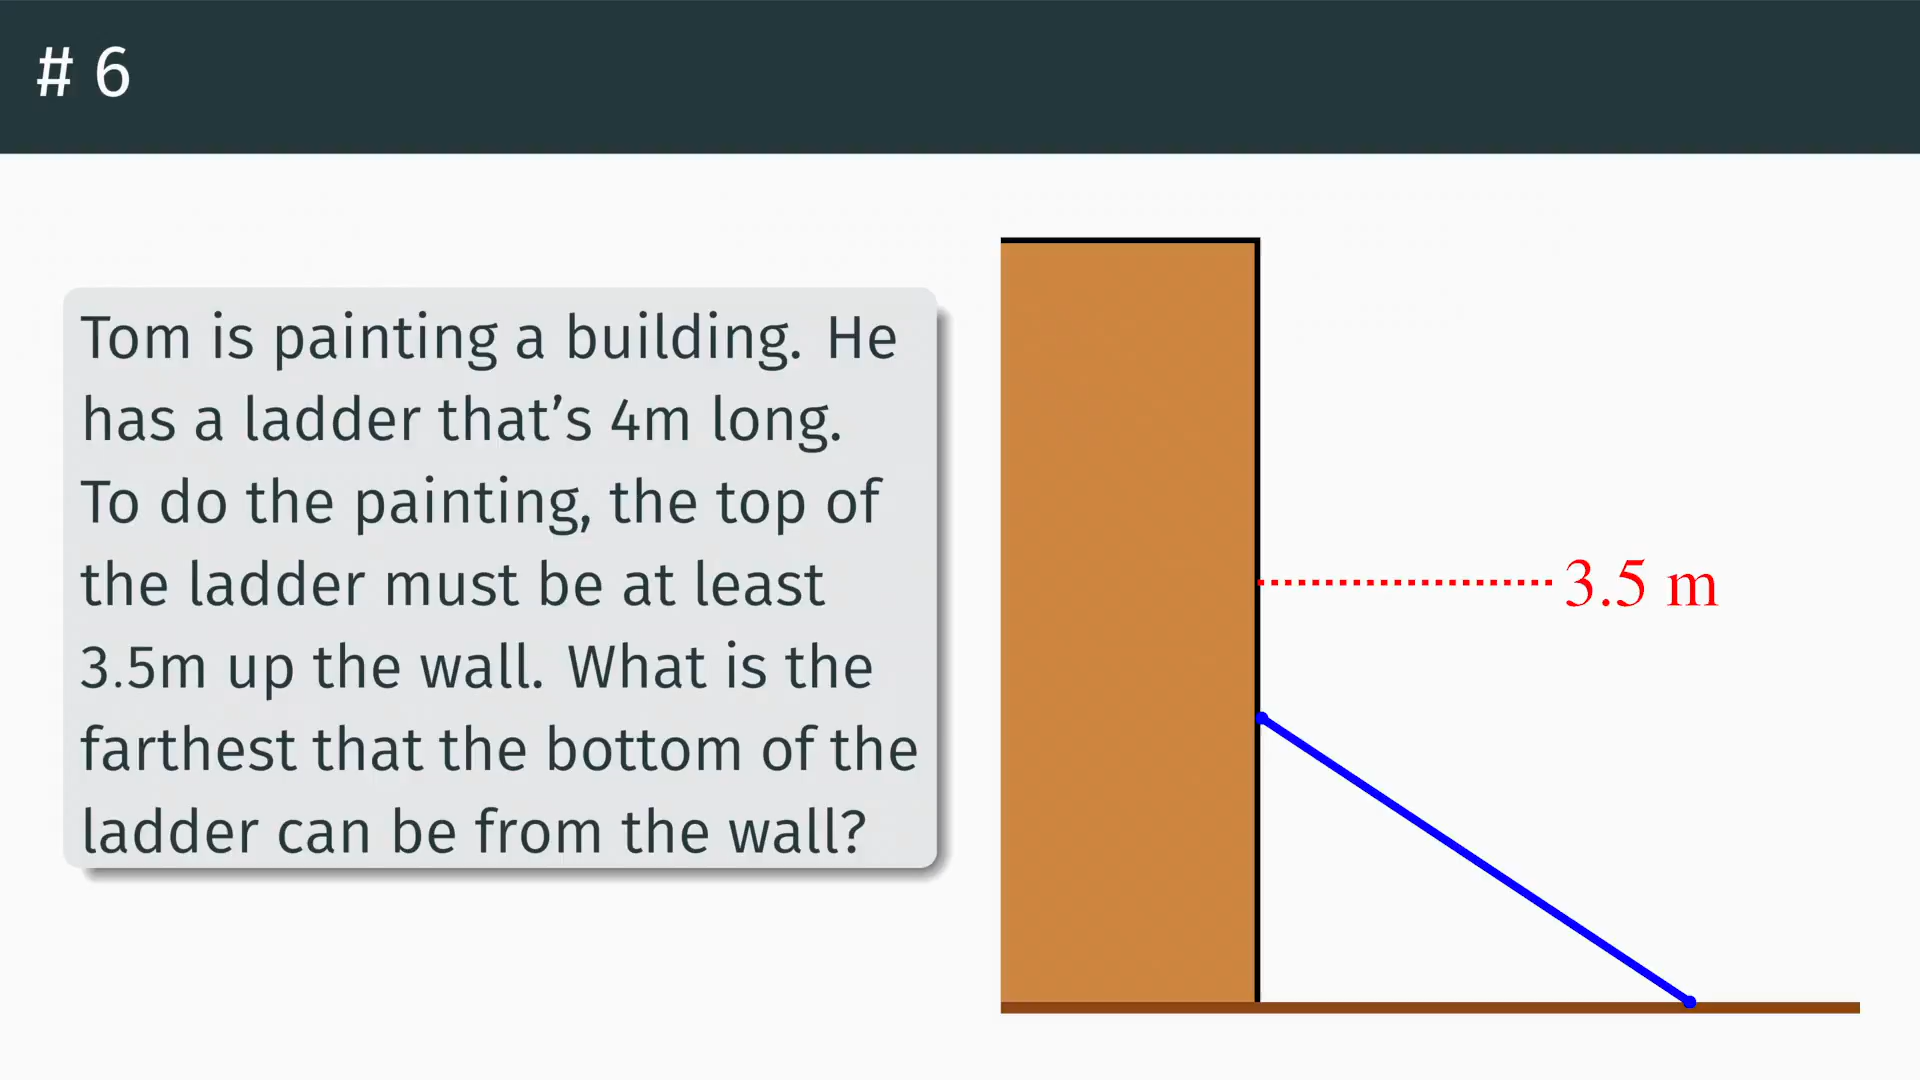 # 6
Tom is painting a building. He
has a ladder that’s 4m long.
To do the painting, the top of
the ladder must be at least
3.5m up the wall. What is the
farthest that the bottom of the
ladder can be from the wall?
3.5 m